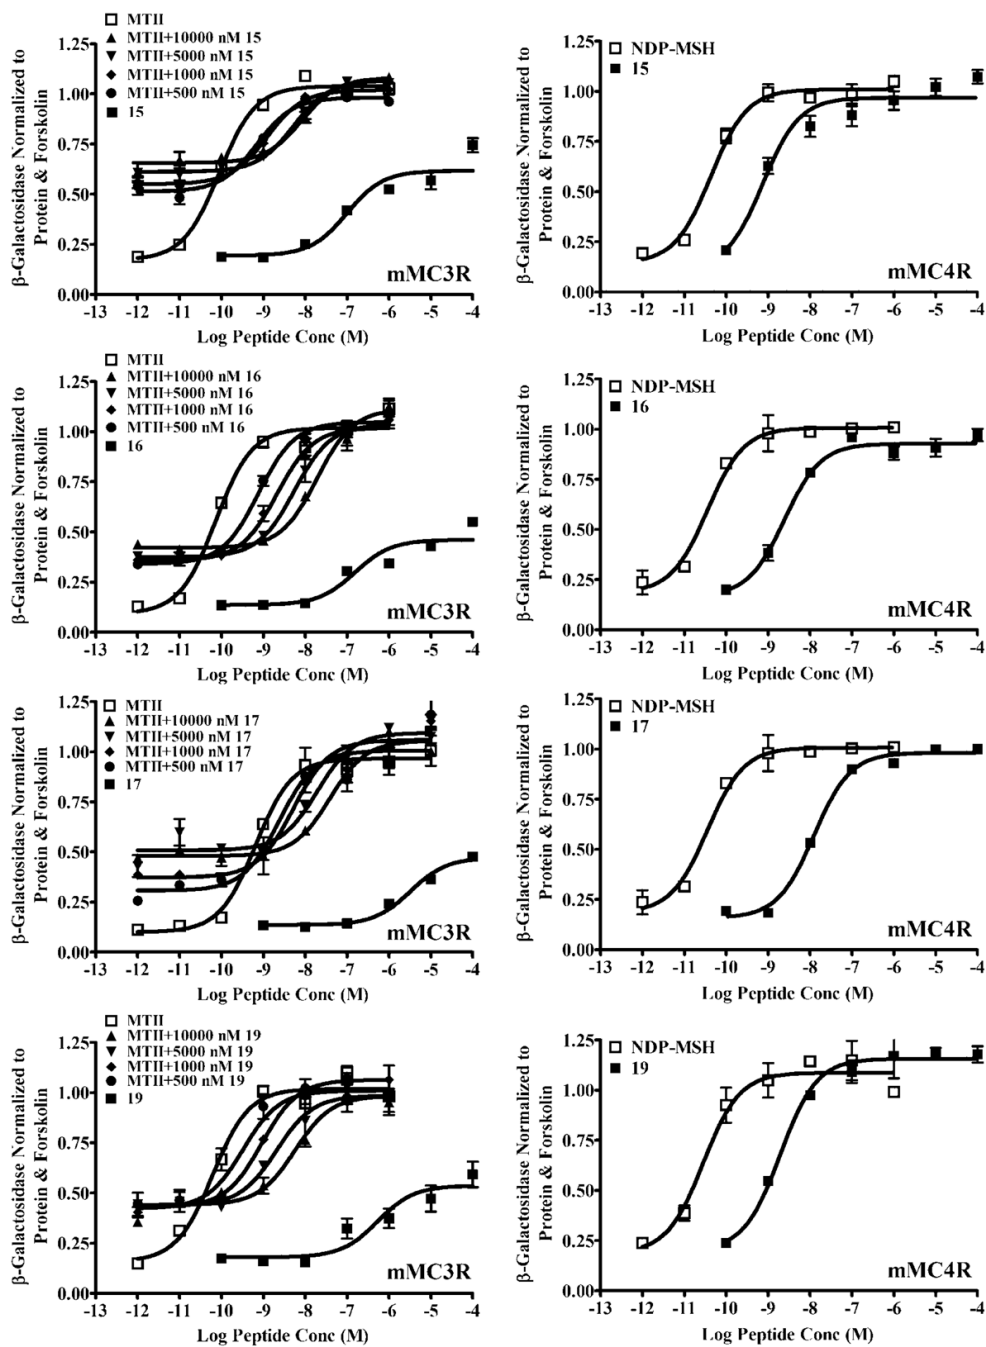 MTII
MTII+10000 nM 15
MTII+5000 nM 15
MTII+1000 nM 15
MTII+500 nM 15
15
β-Galactosidase Normalized to
Protein & Forskolin
1.25
1.00
0.75
0.50
0.25
0.00
mMC3R
-13 -12 -11 -10 -9 -8 -7 -6 -5 -4
Log Peptide Conc (M)
NDP-MSH
15
β-Galactosidase Normalized to
Protein & Forskolin
1.25
1.00
0.75
0.50
0.25
0.00
mMC4R
-13 -12 -11 -10 -9 -8 -7 -6 -5 -4
Log Peptide Conc (M)
MTII
MTII+10000 nM 16
MTII+5000 nM 16
MTII+1000 nM 16
MTII+500 nM 16
16
β-Galactosidase Normalized to
Protein & Forskolin
1.25
1.00
0.75
0.50
0.25
0.00
mMC3R
-13 -12 -11 -10 -9 -8 -7 -6 -5 -4
Log Peptide Conc (M)
NDP-MSH
16
β-Galactosidase Normalized to
Protein & Forskolin
1.25
1.00
0.75
0.50
0.25
0.00
mMC4R
-13 -12 -11 -10 -9 -8 -7 -6 -5 -4
Log Peptide Conc (M)
MTII
MTII+10000 nM 17
MTII+5000 nM 17
MTII+1000 nM 17
MTII+500 nM 17
17
β-Galactosidase Normalized to
Protein & Forskolin
1.25
1.00
0.75
0.50
0.25
0.00
mMC3R
-13 -12 -11 -10 -9 -8 -7 -6 -5 -4
Log Peptide Conc (M)
NDP-MSH
17
β-Galactosidase Normalized to
Protein & Forskolin
1.25
1.00
0.75
0.50
0.25
0.00
mMC4R
-13 -12 -11 -10 -9 -8 -7 -6 -5 -4
Log Peptide Conc (M)
MTII
MTII+10000 nM 19
MTII+5000 nM 19
MTII+1000 nM 19
MTII+500 nM 19
19
β-Galactosidase Normalized to
Protein & Forskolin
1.25
1.00
0.75
0.50
0.25
0.00
mMC3R
-13 -12 -11 -10 -9 -8 -7 -6 -5 -4
Log Peptide Conc (M)
NDP-MSH
19
β-Galactosidase Normalized to
Protein & Forskolin
1.25
1.00
0.75
0.50
0.25
0.00
mMC4R
-13 -12 -11 -10 -9 -8 -7 -6 -5 -4
Log Peptide Conc (M)